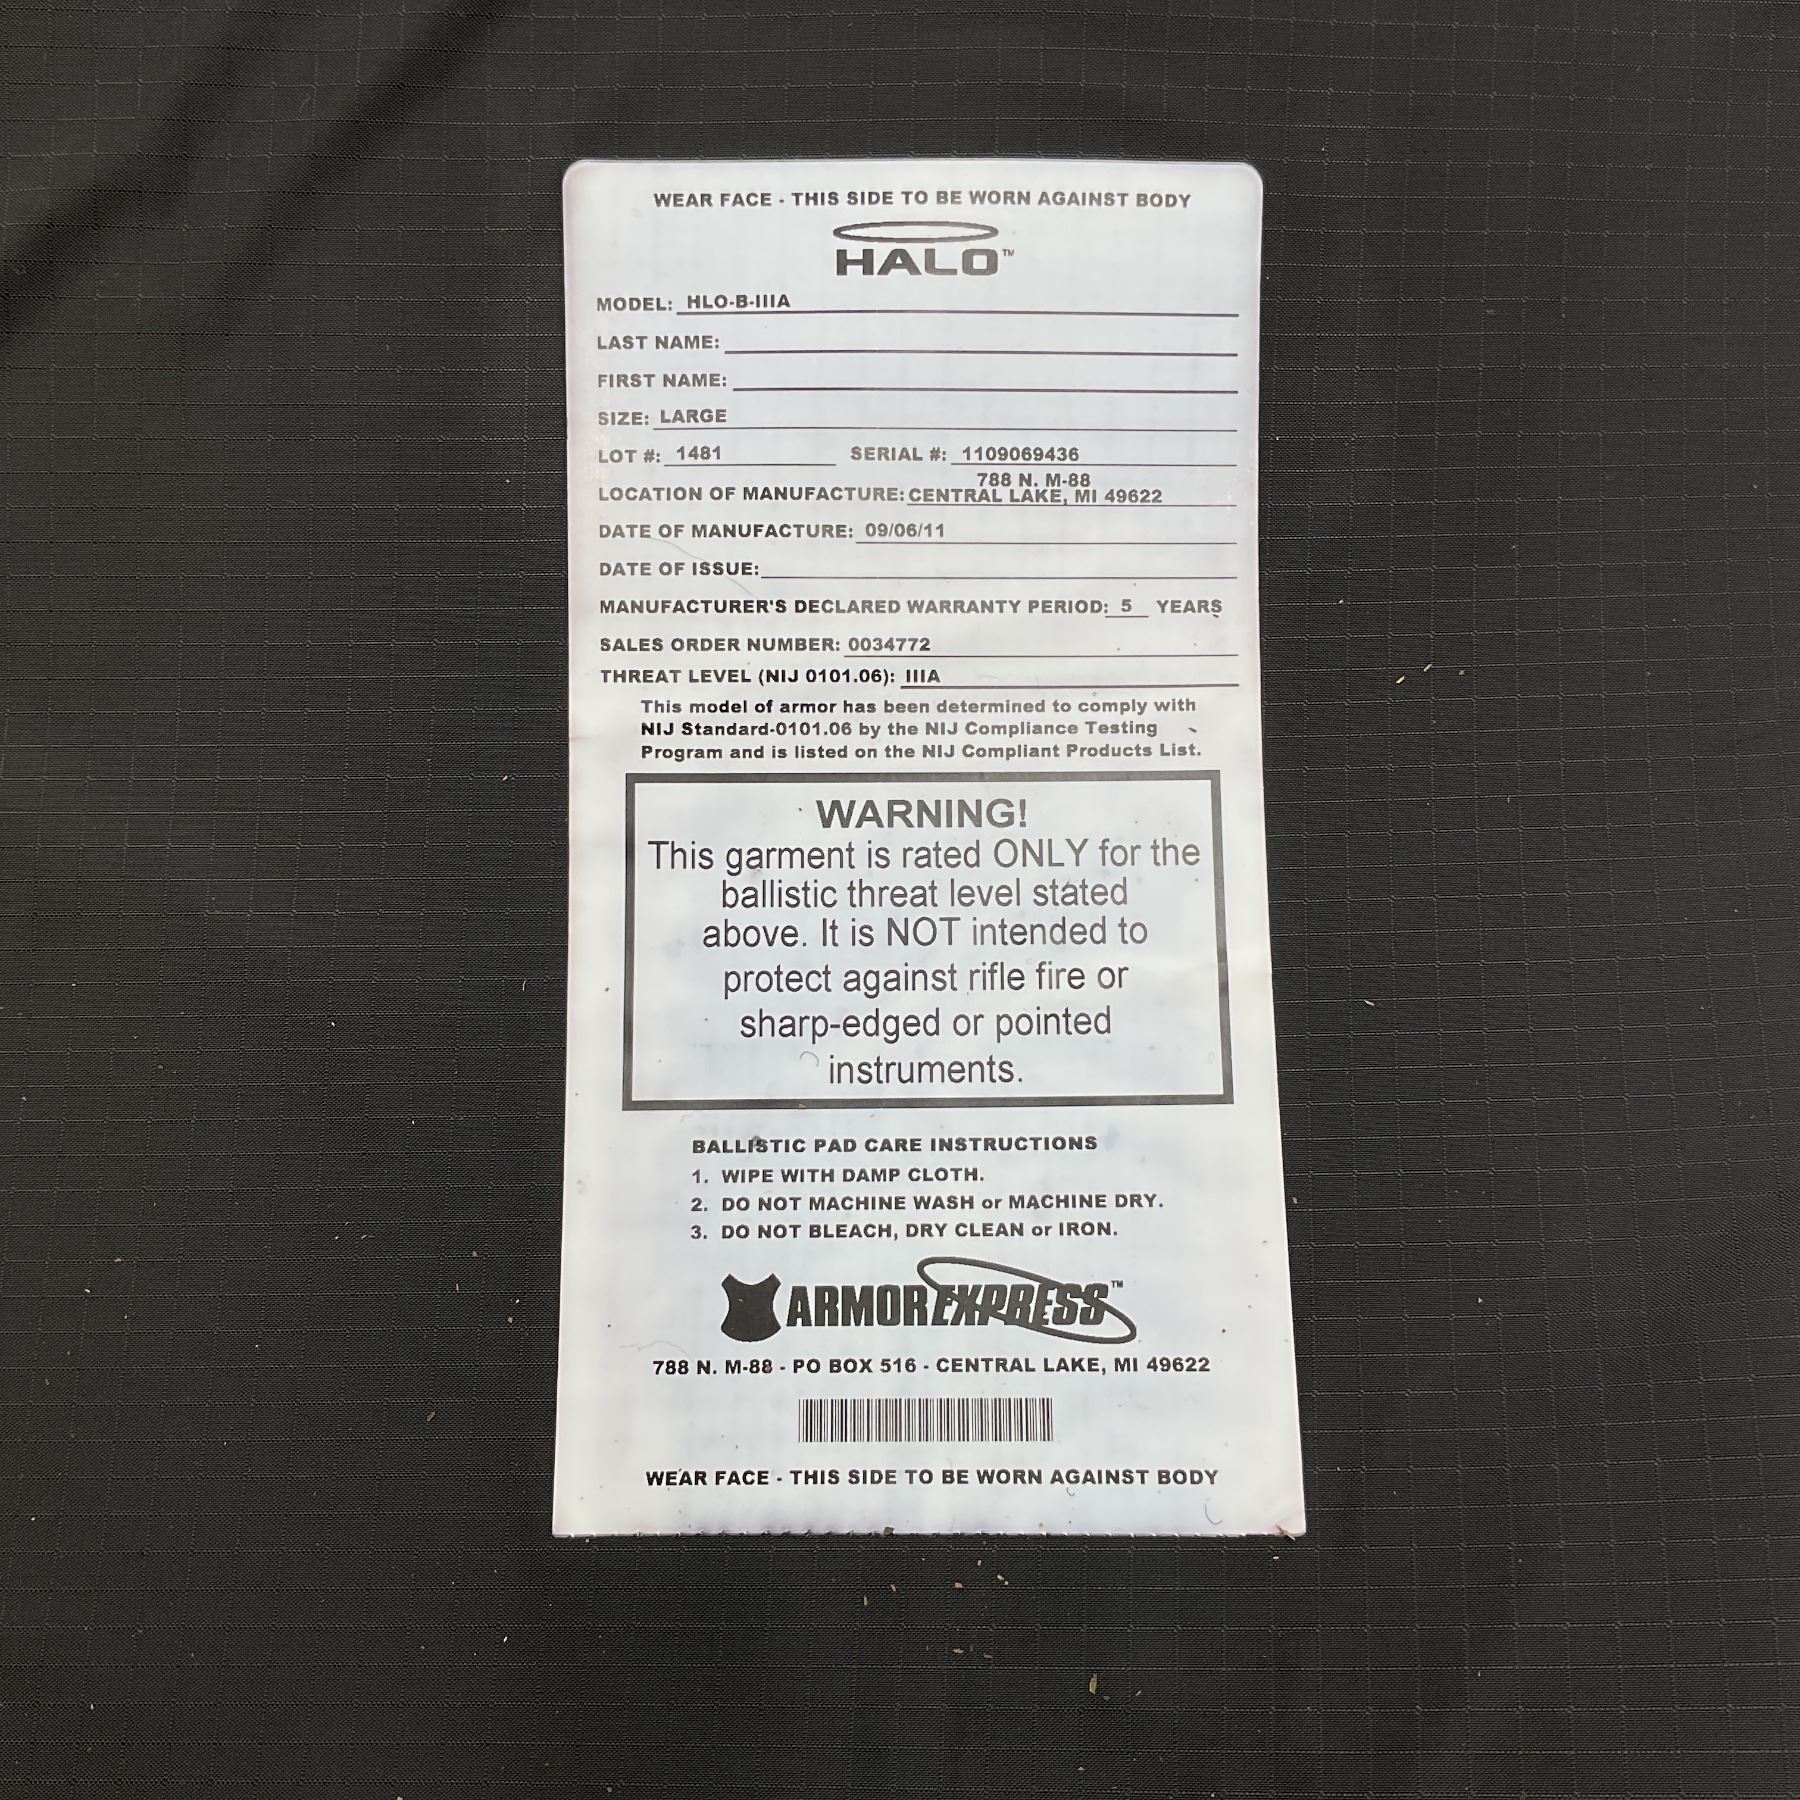 WEAR FACE - THIS SIDE TO BE WORN AGAINST BODY
HALO™
MODEL: HLO-B-IIIA
LAST NAME:
FIRST NAME:
SIZE: LARGE
LOT #: 1481 SERIAL #: 1109069436
788 N. M-88
LOCATION OF MANUFACTURE: CENTRAL LAKE, MI 49622
DATE OF MANUFACTURE: 09/06/11
DATE OF ISSUE:
MANUFACTURER'S DECLARED WARRANTY PERIOD: 5 YEARS
SALES ORDER NUMBER: 0034772
THREAT LEVEL (NIJ 0101.06): IIIA
This model of armor has been determined to comply with
NIJ Standard-0101.06 by the NIJ Compliance Testing
Program and is listed on the NIJ Compliant Products List.
WARNING!
This garment is rated ONLY for the
ballistic threat level stated
above. It is NOT intended to
protect against rifle fire or
sharp-edged or pointed
instruments.
BALLISTIC PAD CARE INSTRUCTIONS
1. WIPE WITH DAMP CLOTH.
2. DO NOT MACHINE WASH or MACHINE DRY.
3. DO NOT BLEACH, DRY CLEAN or IRON.
ARMOR EXPRESS™
788 N. M-88 - PO BOX 516 - CENTRAL LAKE, MI 49622
WEAR FACE - THIS SIDE TO BE WORN AGAINST BODY